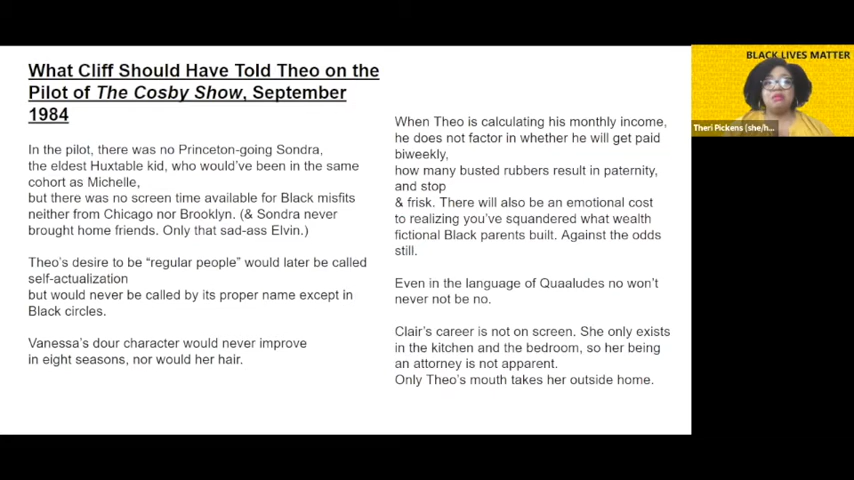 What Cliff Should Have Told Theo on the
Pilot of The Cosby Show, September
1984
In the pilot, there was no Princeton-going Sondra,
the eldest Huxtable kid, who would've been in the same
cohort as Michelle,
but there was no screen time available for Black misfits
neither from Chicago nor Brooklyn. (& Sondra never
brought home friends. Only that sad-ass Elvin.)
Theo's desire to be “regular people” would later be called
self-actualization
but would never be called by its proper name except in
Black circles.
Vanessa's dour character would never improve
in eight seasons, nor would her hair.
When Theo is calculating his monthly income,
he does not factor in whether he will get paid
biweekly,
how many busted rubbers result in paternity,
and stop
& frisk. There will also be an emotional cost
to realizing you've squandered what wealth
fictional Black parents built. Against the odds
still.
Even in the language of Quaaludes no won't
never not be no.
Clair's career is not on screen. She only exists
in the kitchen and the bedroom, so her being
an attorney is not apparent.
Only Theo's mouth takes her outside home.
BLACK LIVES MATTER
Theri Pickens (she/h...